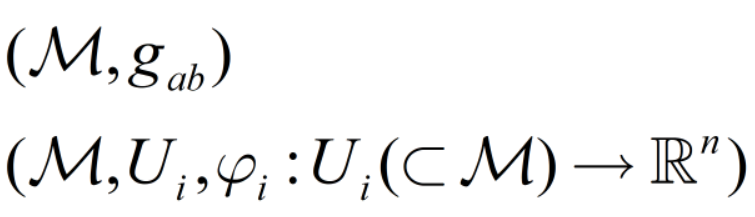 (ℳ,g_{ab})
(ℳ,U_i,φ_i:U_i(⊂ ℳ) → ℝ^n)